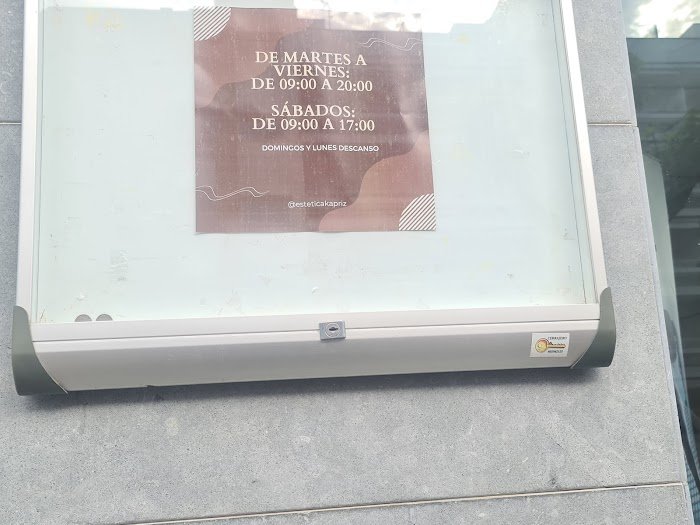 DE MARTES A
VIERNES:
DE 09:00 A 20:00
SÁBADOS:
DE 09:00 A 17:00
DOMINGOS Y LUNES DESCANSO
@esteticakapriz